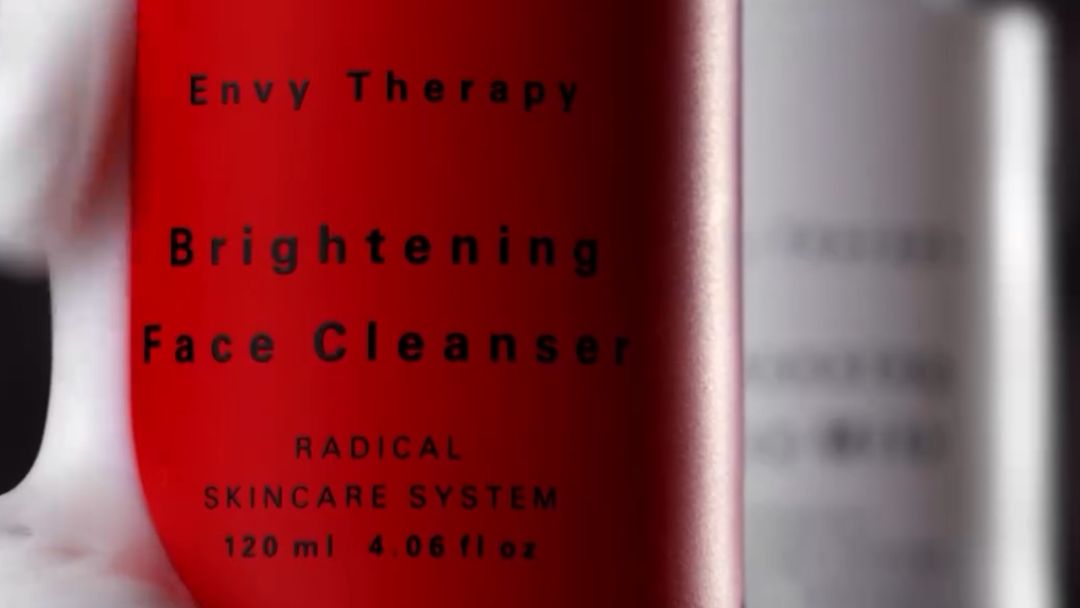 Envy Therapy
Brightening
Face Cleanser
RADICAL
SKINCARE SYSTEM
120 ml 4.06 fl oz